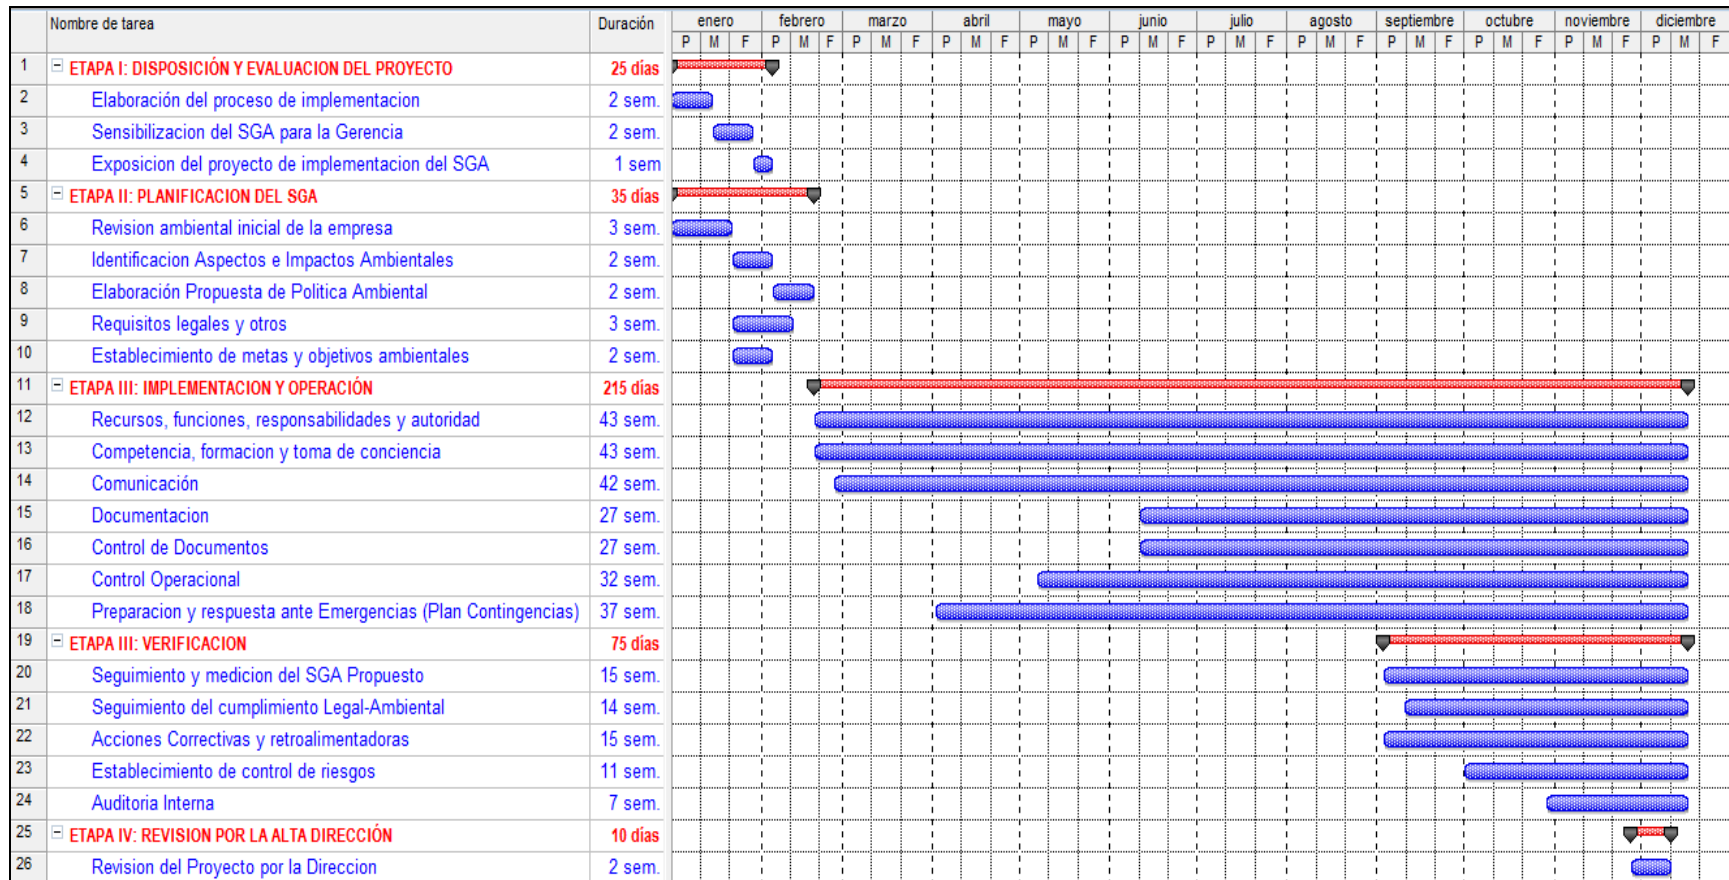 Nombre de tarea Duración enero febrero marzo abril mayo junio julio agosto septiembre octubre noviembre diciembre
P M F P M F P M F P M F P M F P M F P M F P M F P M F P M F P M F P M F
1 ETAPA I: DISPOSICIÓN Y EVALUACION DEL PROYECTO 25 días
2 Elaboración del proceso de implementacion 2 sem.
3 Sensibilizacion del SGA para la Gerencia 2 sem.
4 Exposicion del proyecto de implementacion del SGA 1 sem
5 ETAPA II: PLANIFICACION DEL SGA 35 días
6 Revision ambiental inicial de la empresa 3 sem.
7 Identificacion Aspectos e Impactos Ambientales 2 sem.
8 Elaboración Propuesta de Politica Ambiental 2 sem.
9 Requisitos legales y otros 3 sem.
10 Establecimiento de metas y objetivos ambientales 2 sem.
11 ETAPA III: IMPLEMENTACION Y OPERACIÓN 215 días
12 Recursos, funciones, responsabilidades y autoridad 43 sem.
13 Competencia, formacion y toma de conciencia 43 sem.
14 Comunicación 42 sem.
15 Documentacion 27 sem.
16 Control de Documentos 27 sem.
17 Control Operacional 32 sem.
18 Preparacion y respuesta ante Emergencias (Plan Contingencias) 37 sem.
19 ETAPA III: VERIFICACION 75 días
20 Seguimiento y medicion del SGA Propuesto 15 sem.
21 Seguimiento del cumplimiento Legal-Ambiental 14 sem.
22 Acciones Correctivas y retroalimentadoras 15 sem.
23 Establecimiento de control de riesgos 11 sem.
24 Auditoria Interna 7 sem.
25 ETAPA IV: REVISION POR LA ALTA DIRECCIÓN 10 días
26 Revision del Proyecto por la Direccion 2 sem.